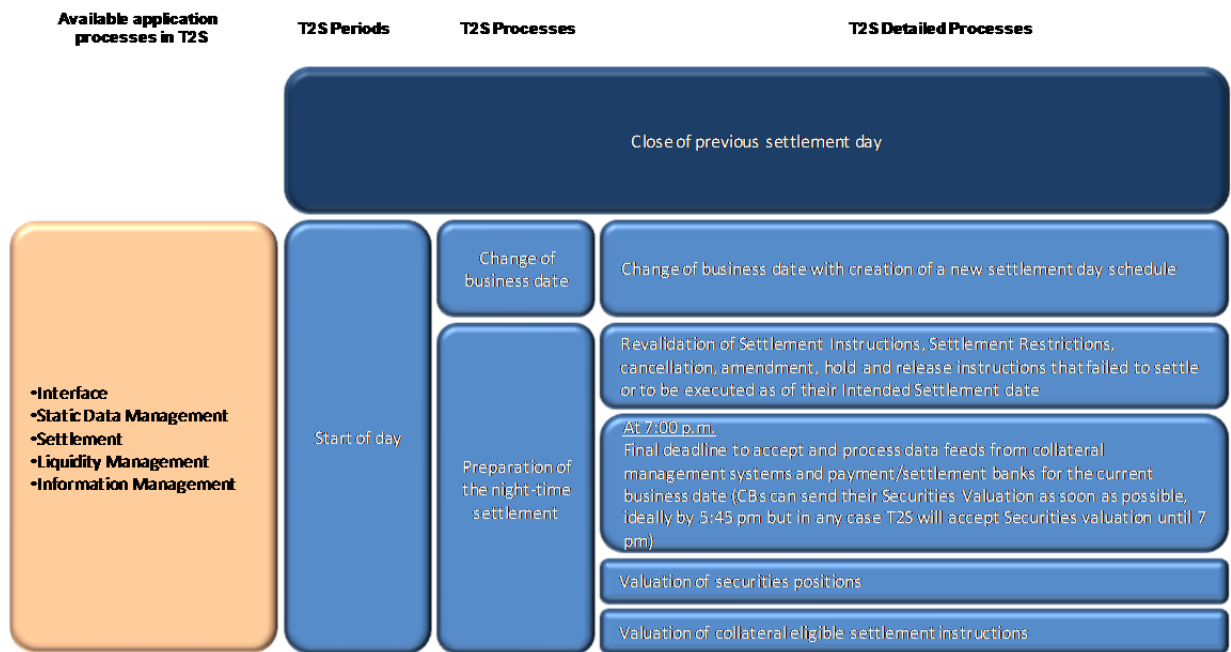 Available application
processes in T2S
T2S Periods
T2S Processes
T2S Detailed Processes
Close of previous settlement day
•Interface
•Static Data Management
•Settlement
•Liquidity Management
•Information Management
Start of day
Change of
business date
Change of business date with creation of a new settlement day schedule
Preparation of
the night-time
settlement
Revalidation of Settlement Instructions, Settlement Restrictions,
cancellation, amendment, hold and release instructions that failed to settle
or to be executed as of their Intended Settlement date
At 7:00 p.m.
Final deadline to accept and process data feeds from collateral
management systems and payment/settlement banks for the current
business date (CBs can send their Securities Valuation as soon as possible,
ideally by 5:45 pm but in any case T2S will accept Securities valuation until 7
pm)
Valuation of securities positions
Valuation of collateral eligible settlement instructions